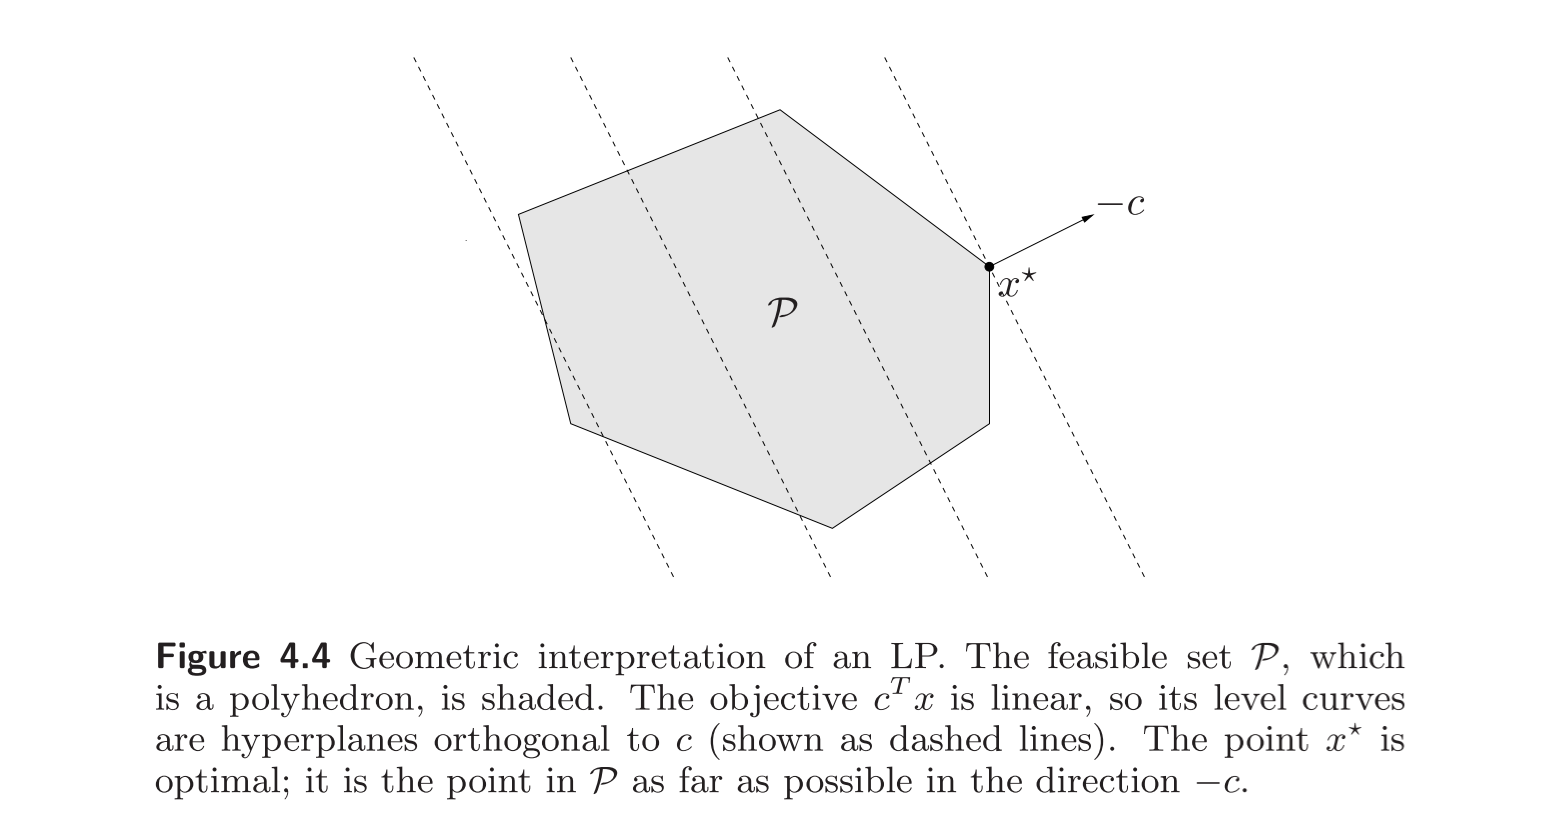 −c
x⋆
𝒫
Figure 4.4 Geometric interpretation of an LP. The feasible set 𝒫, which
is a polyhedron, is shaded. The objective cᵀx is linear, so its level curves
are hyperplanes orthogonal to c (shown as dashed lines). The point x⋆ is
optimal; it is the point in 𝒫 as far as possible in the direction −c.